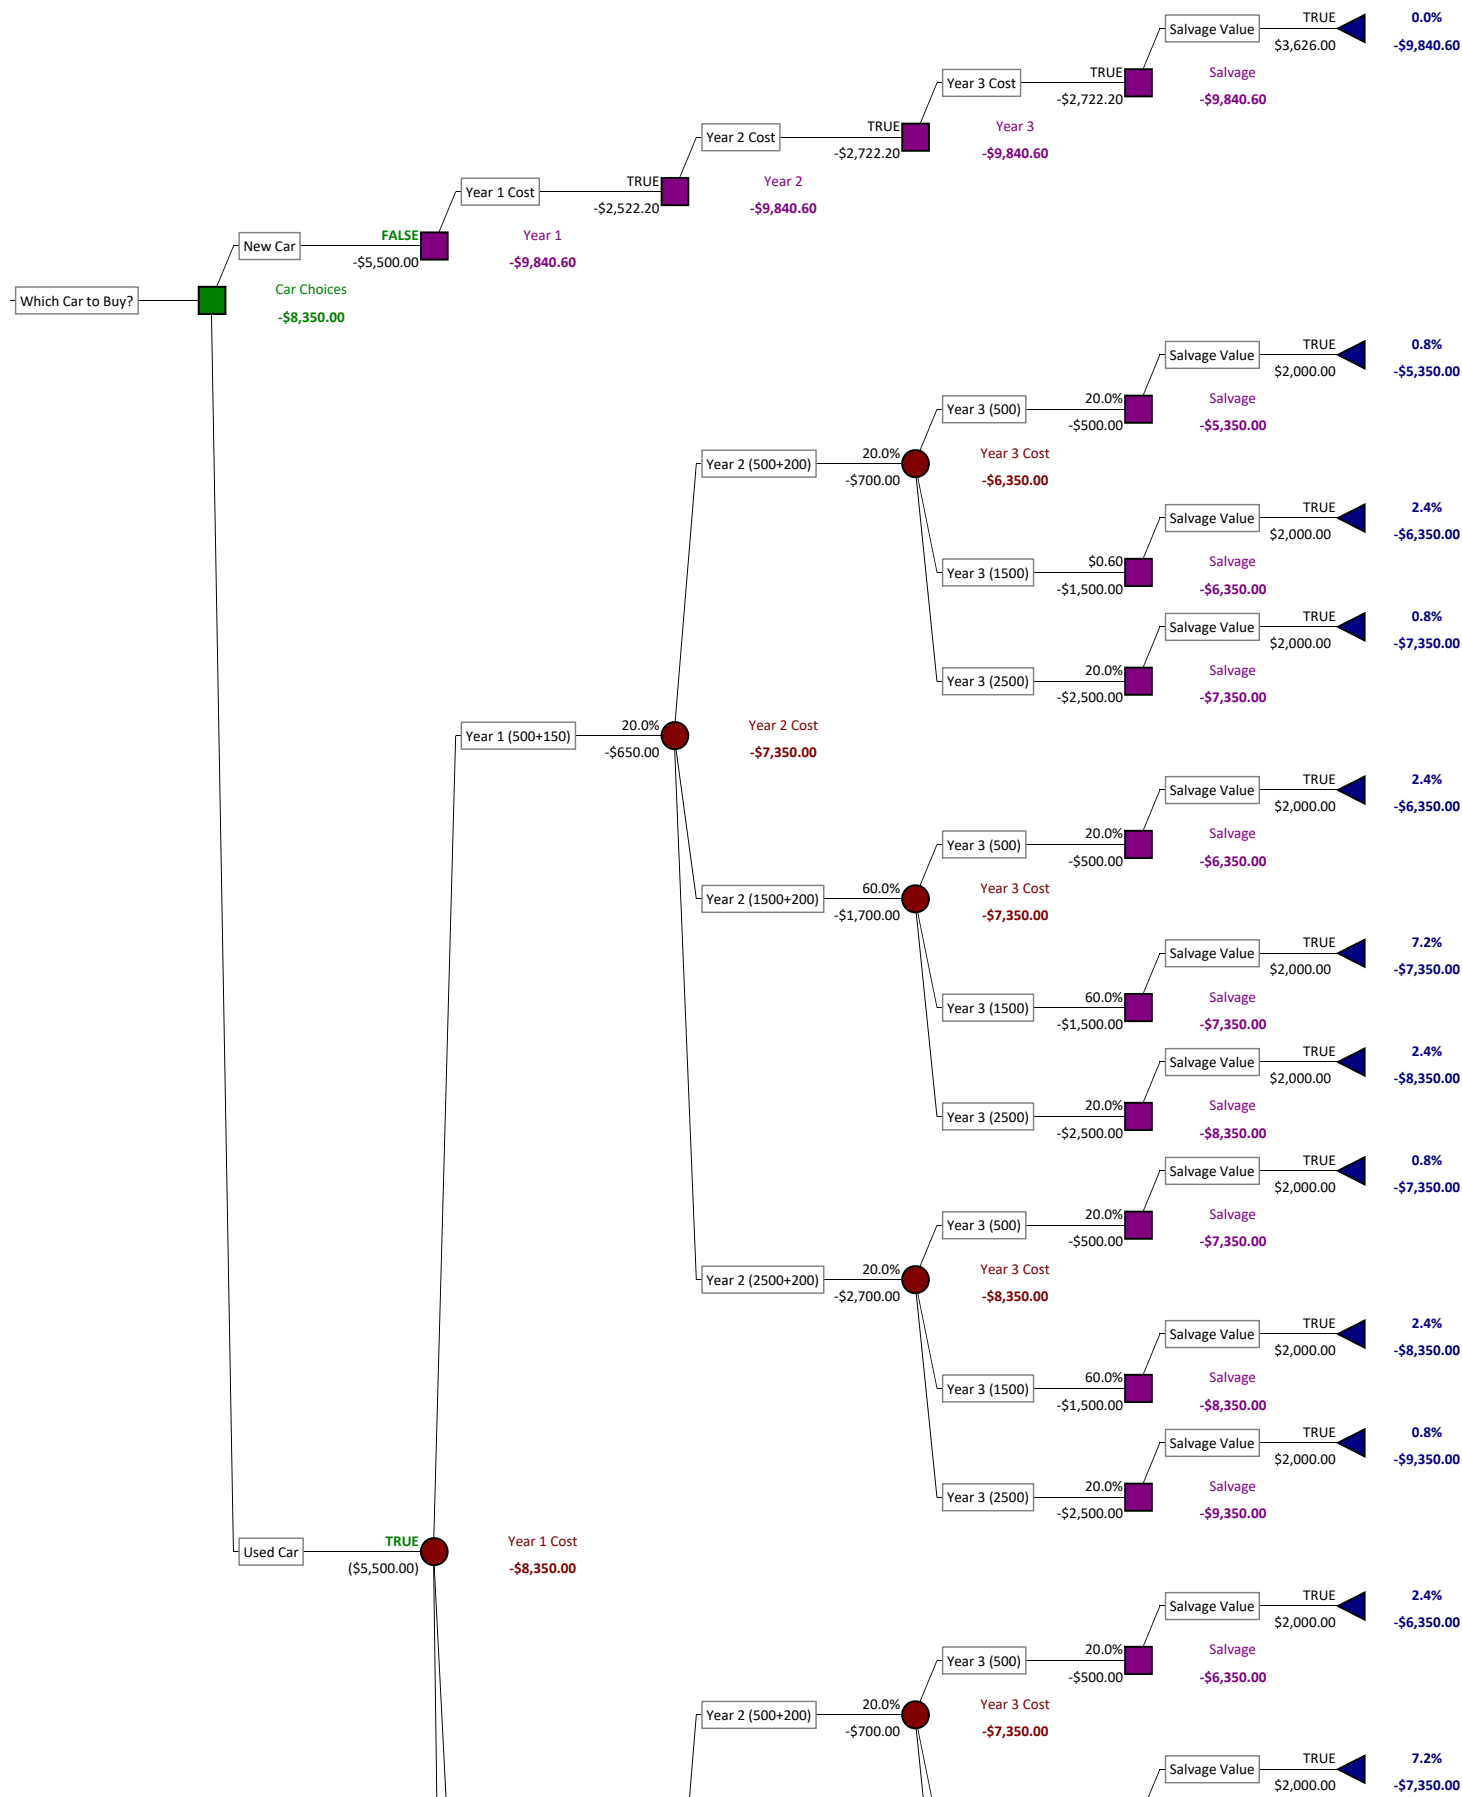 Salvage Value TRUE 0.0%
$3,626.00 -$9,840.60
Year 3 Cost TRUE Salvage
-$2,722.20 -$9,840.60
Year 2 Cost TRUE Year 3
-$2,722.20 -$9,840.60
Year 1 Cost TRUE Year 2
-$2,522.20 -$9,840.60
New Car FALSE Year 1
-$5,500.00 -$9,840.60
Which Car to Buy? Car Choices
-$8,350.00
Salvage Value TRUE 0.8%
$2,000.00 -$5,350.00
Year 3 (500) 20.0% Salvage
-$500.00 -$5,350.00
Year 2 (500+200) 20.0% Year 3 Cost
-$700.00 -$6,350.00
Salvage Value TRUE 2.4%
$2,000.00 -$6,350.00
Year 3 (1500) $0.60 Salvage
-$1,500.00 -$6,350.00
Salvage Value TRUE 0.8%
$2,000.00 -$7,350.00
Year 3 (2500) 20.0% Salvage
-$2,500.00 -$7,350.00
Year 1 (500+150) 20.0% Year 2 Cost
-$650.00 -$7,350.00
Salvage Value TRUE 2.4%
$2,000.00 -$6,350.00
Year 3 (500) 20.0% Salvage
-$500.00 -$6,350.00
Year 2 (1500+200) 60.0% Year 3 Cost
-$1,700.00 -$7,350.00
Salvage Value TRUE 7.2%
$2,000.00 -$7,350.00
Year 3 (1500) 60.0% Salvage
-$1,500.00 -$7,350.00
Salvage Value TRUE 2.4%
$2,000.00 -$8,350.00
Year 3 (2500) 20.0% Salvage
-$2,500.00 -$8,350.00
Salvage Value TRUE 0.8%
$2,000.00 -$7,350.00
Year 3 (500) 20.0% Salvage
-$500.00 -$7,350.00
Year 2 (2500+200) 20.0% Year 3 Cost
-$2,700.00 -$8,350.00
Salvage Value TRUE 2.4%
$2,000.00 -$8,350.00
Year 3 (1500) 60.0% Salvage
-$1,500.00 -$8,350.00
Salvage Value TRUE 0.8%
$2,000.00 -$9,350.00
Year 3 (2500) 20.0% Salvage
-$2,500.00 -$9,350.00
Used Car TRUE Year 1 Cost
($5,500.00) -$8,350.00
Salvage Value TRUE 2.4%
$2,000.00 -$6,350.00
Year 3 (500) 20.0% Salvage
-$500.00 -$6,350.00
Year 2 (500+200) 20.0% Year 3 Cost
-$700.00 -$7,350.00
Salvage Value TRUE 7.2%
$2,000.00 -$7,350.00